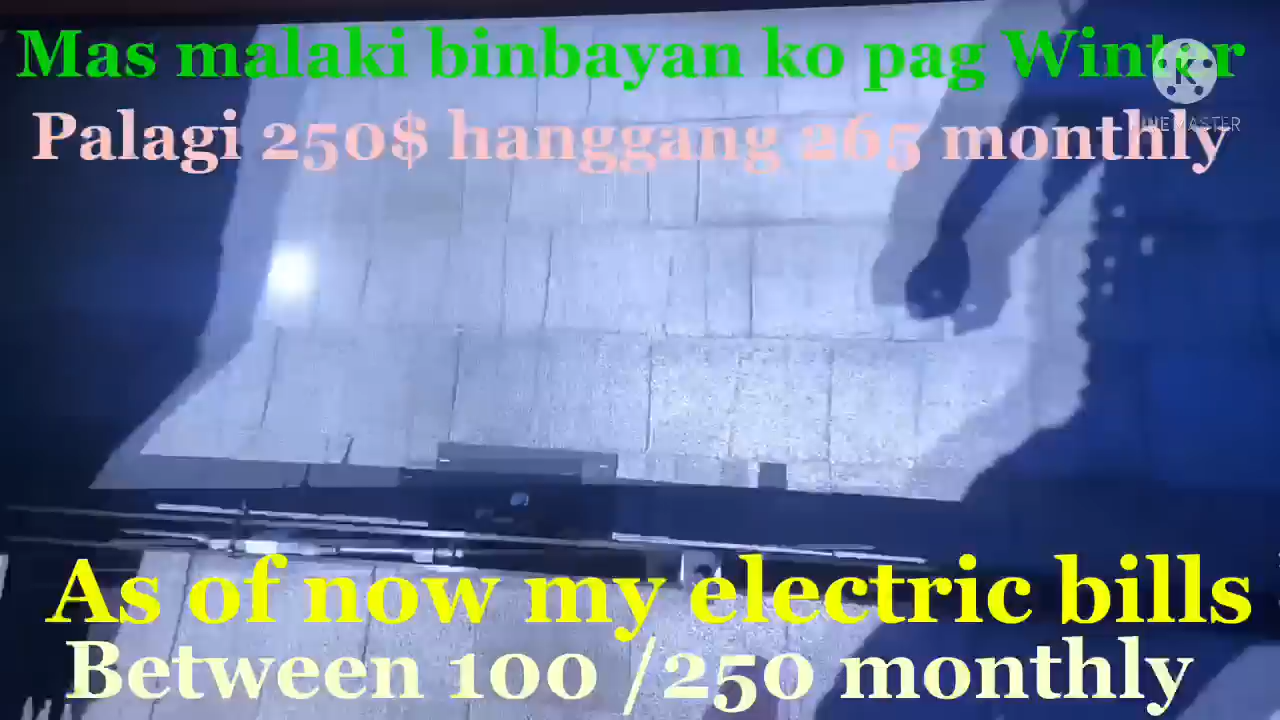 Mas malaki binbayan ko pag Winter
K
KINEMASTER
Palagi 250$ hanggang 265 monthly
As of now my electric bills
Between 100 /250 monthly